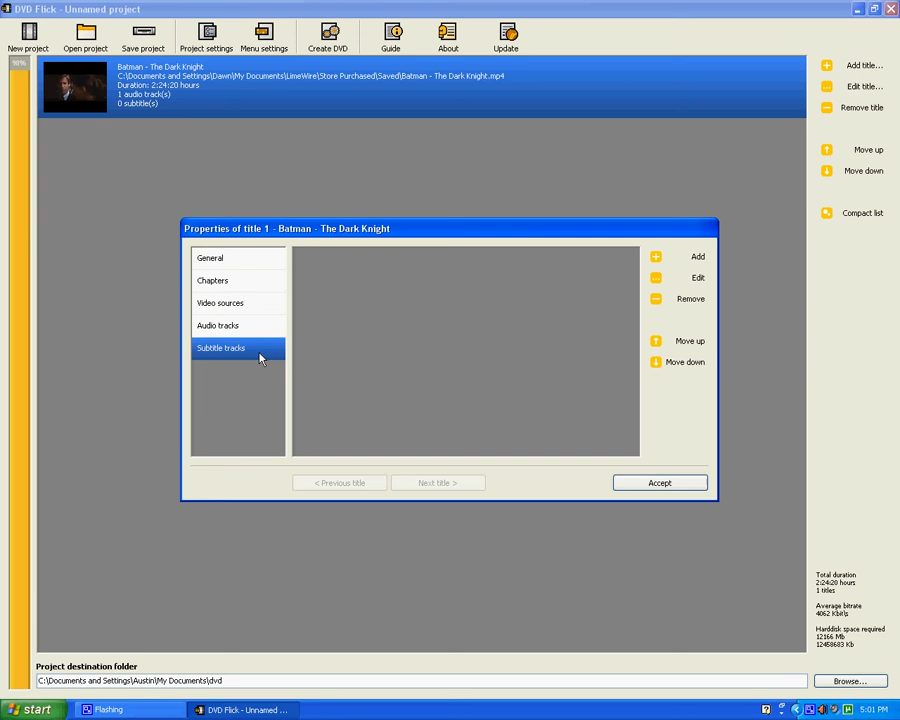 DVD Flick - Unnamed project
New project
Open project
Save project
Project settings
Menu settings
Create DVD
Guide
About
Update
98%
Batman - The Dark Knight
C:\Documents and Settings\Dawn\My Documents\LimeWire\Store Purchased\Saved\Batman - The Dark Knight.mp4
Duration: 2:24:20 hours
1 audio track(s)
0 subtitle(s)
Add title...
Edit title...
Remove title
Move up
Move down
Compact list
Properties of title 1 - Batman - The Dark Knight
General
Chapters
Video sources
Audio tracks
Subtitle tracks
Add
Edit
Remove
Move up
Move down
< Previous title
Next title >
Accept
Total duration
2:24:20 hours
1 titles
Average bitrate
4062 Kbit\s
Harddisk space required
12166 Mb
12458683 Kb
Project destination folder
C:\Documents and Settings\Austin\My Documents\dvd
Browse...
start
Flashing
DVD Flick - Unnamed ...
5:01 PM